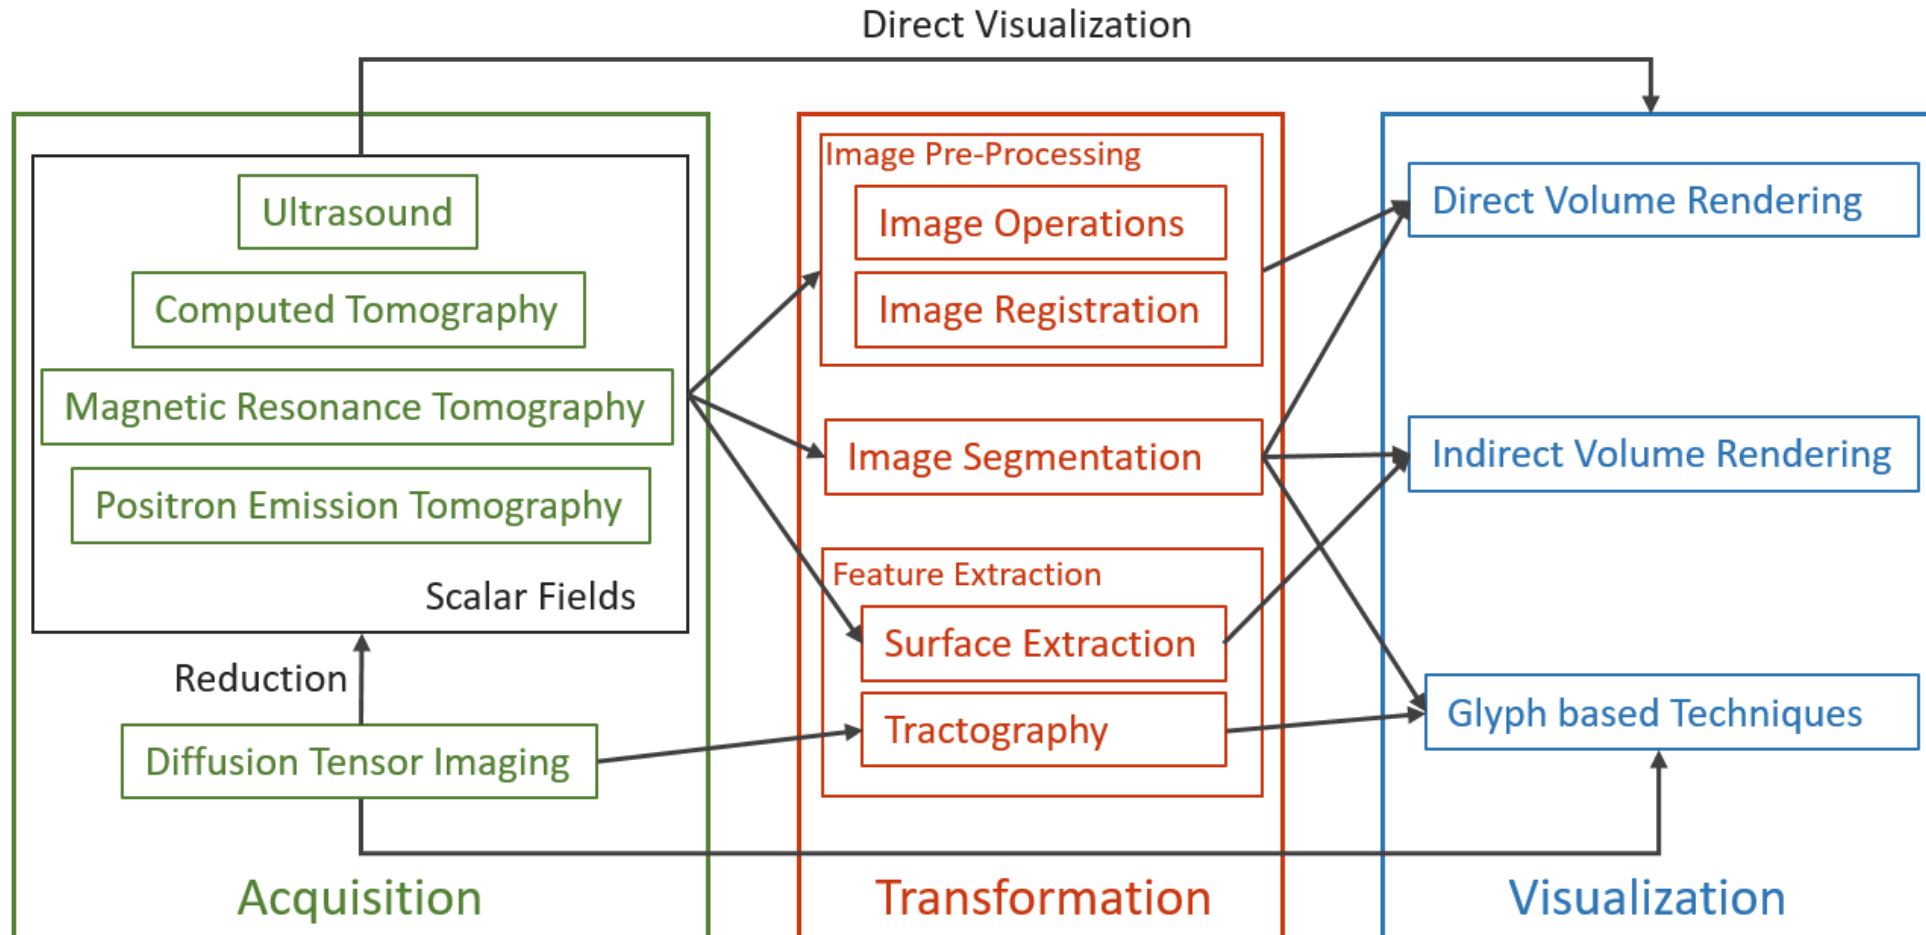 Direct Visualization
Ultrasound
Computed Tomography
Magnetic Resonance Tomography
Positron Emission Tomography
Scalar Fields
Reduction
Diffusion Tensor Imaging
Acquisition
Image Pre-Processing
Image Operations
Image Registration
Image Segmentation
Feature Extraction
Surface Extraction
Tractography
Transformation
Direct Volume Rendering
Indirect Volume Rendering
Glyph based Techniques
Visualization